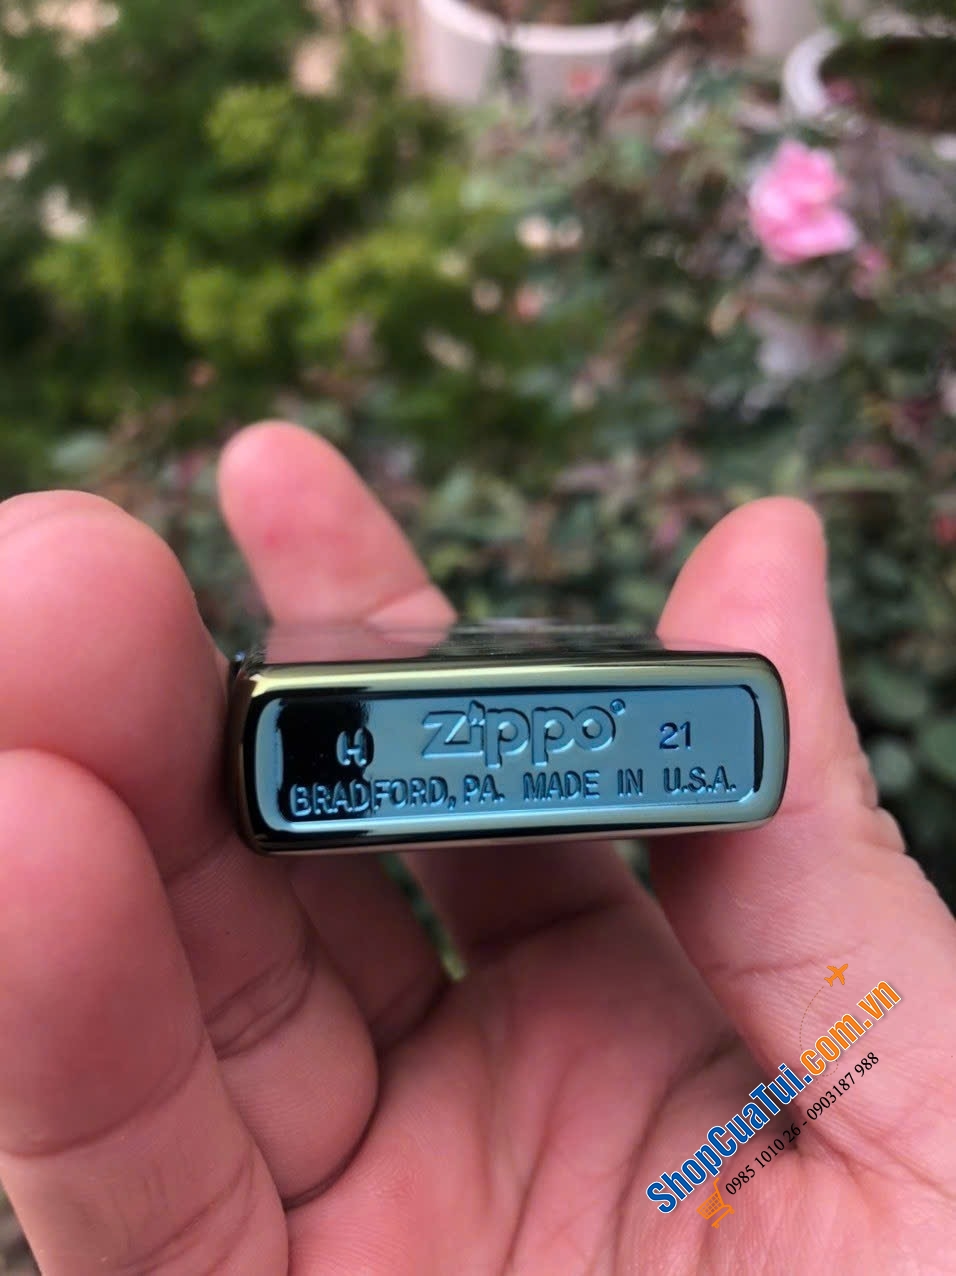 H zippo® 21
BRADFORD, PA. MADE IN U.S.A.
ShopCuaTui.com.vn
0985 1010 26 - 0903187 988